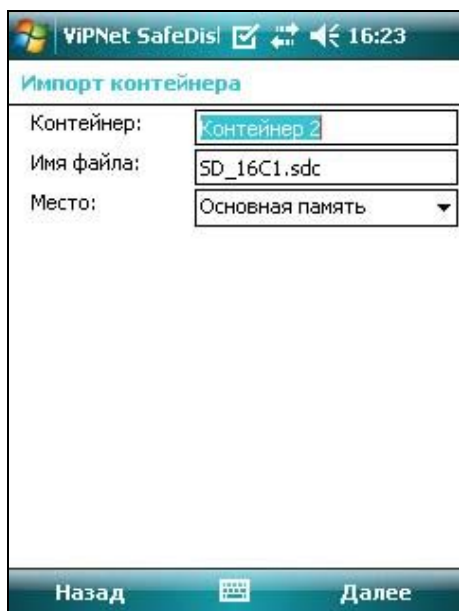 ViPNet SafeDisl 16:23
Импорт контейнера
Контейнер: Контейнер 2
Имя файла: SD_16C1.sdc
Место: Основная память
Назад Далее